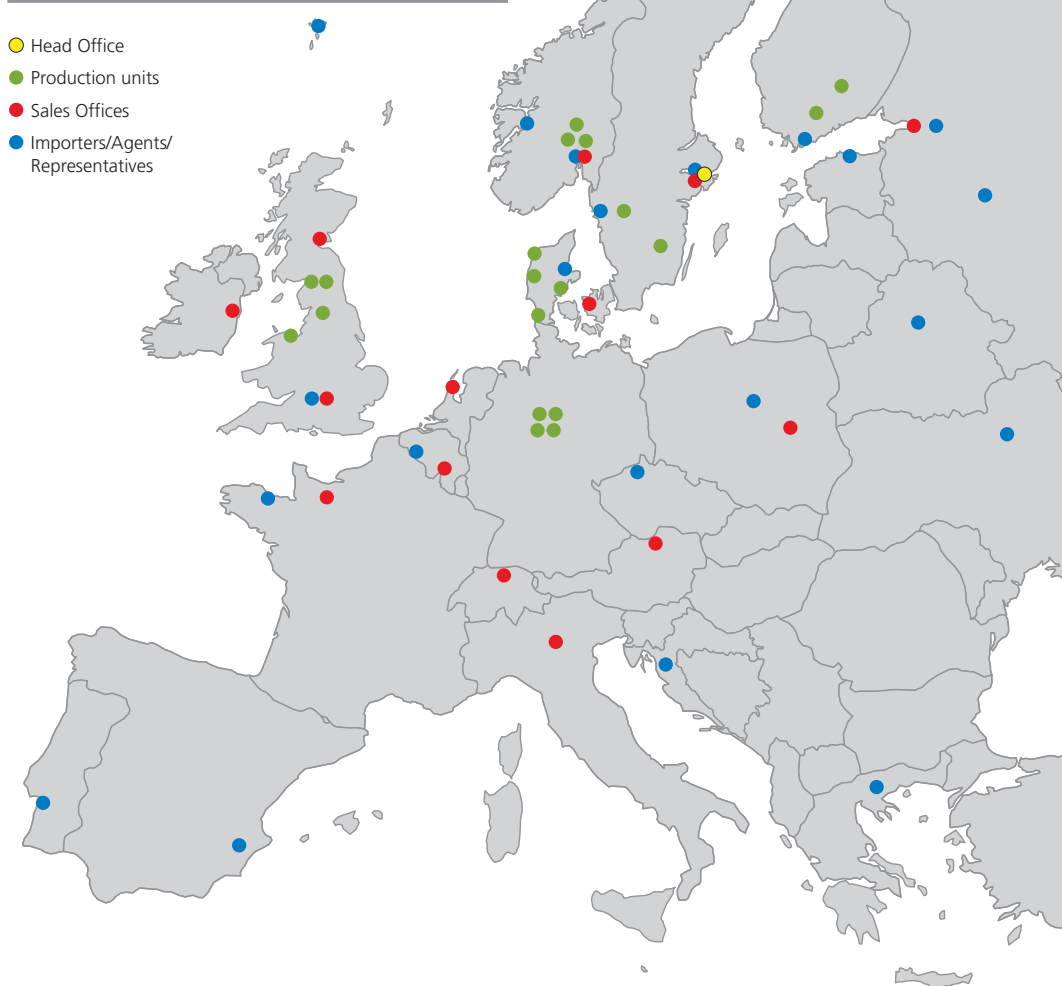 Head Office
Production units
Sales Offices
Importers/Agents/
Representatives